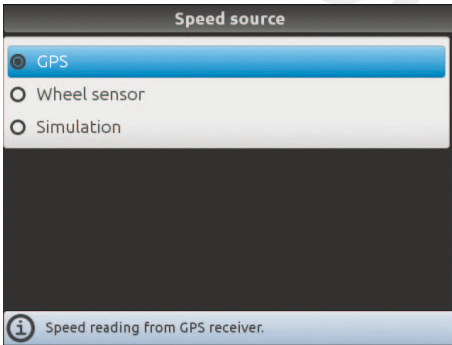 Speed source
GPS
Wheel sensor
Simulation
Speed reading from GPS receiver.